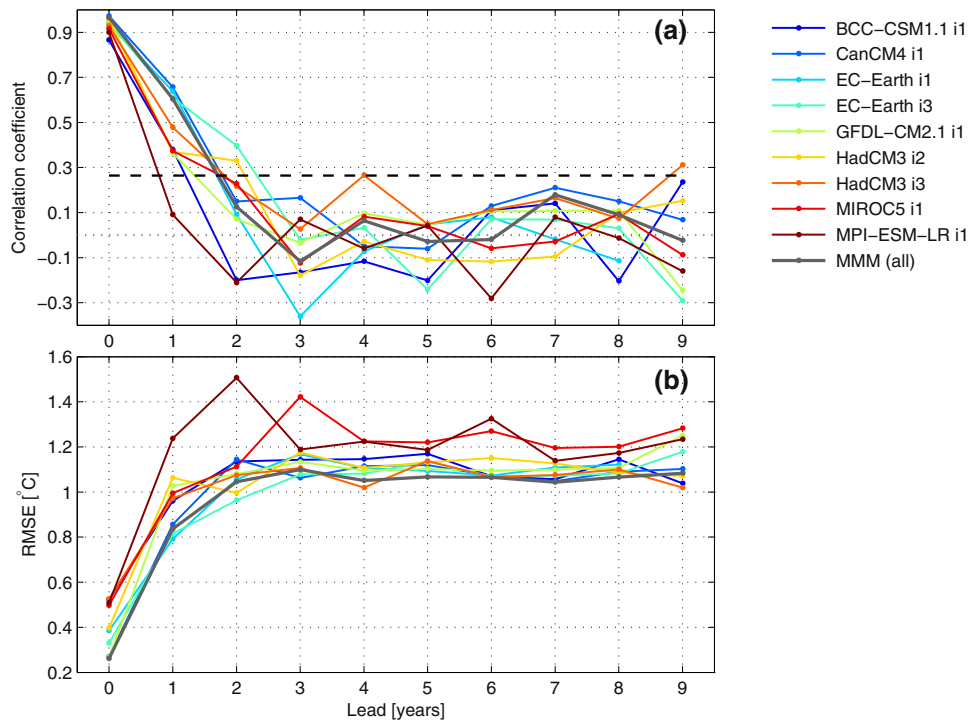 (a)
Correlation coefficient
0.9
0.7
0.5
0.3
0.1
−0.1
−0.3
0 1 2 3 4 5 6 7 8 9
BCC−CSM1.1 i1
CanCM4 i1
EC−Earth i1
EC−Earth i3
GFDL−CM2.1 i1
HadCM3 i2
HadCM3 i3
MIROC5 i1
MPI−ESM−LR i1
MMM (all)
(b)
RMSE [°C]
1.6
1.4
1.2
1
0.8
0.6
0.4
0.2
0 1 2 3 4 5 6 7 8 9
Lead [years]